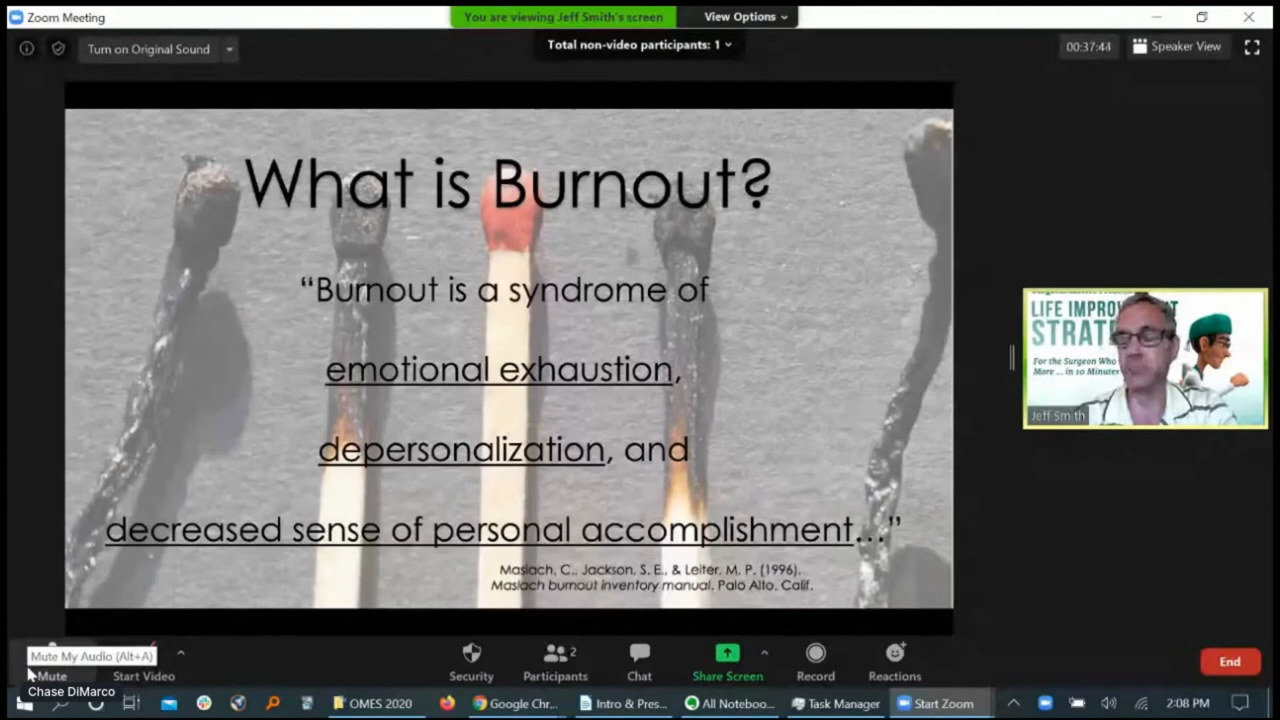 Zoom Meeting
You are viewing Jeff Smith's screen
View Options
Turn on Original Sound
Total non-video participants: 1
00:37:44
Speaker View
What is Burnout?
“Burnout is a syndrome of
emotional exhaustion,
depersonalization, and
decreased sense of personal accomplishment…”
Maslach, C., Jackson, S. E., & Leiter, M. P. (1996).
Maslach burnout inventory manual. Palo Alto, Calif.
LIFE IMPROV
STRAT
For the Surgeon Who
More ... in 10 Minutes
Jeff Smith
Mute My Audio (Alt+A)
Mute
Start Video
Security
2
Participants
Chat
Share Screen
Record
Reactions
End
Chase DiMarco
OMES 2020
Google Chr...
Intro & Pres...
All Noteboo...
Task Manager
Start Zoom
2:08 PM